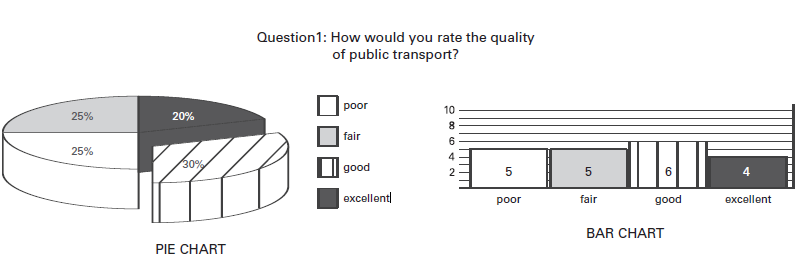 Question1: How would you rate the quality
of public transport?
25%
20%
25%
30%
poor
fair
good
excellent
PIE CHART
10
8
6
4
2
5
5
6
4
poor
fair
good
excellent
BAR CHART